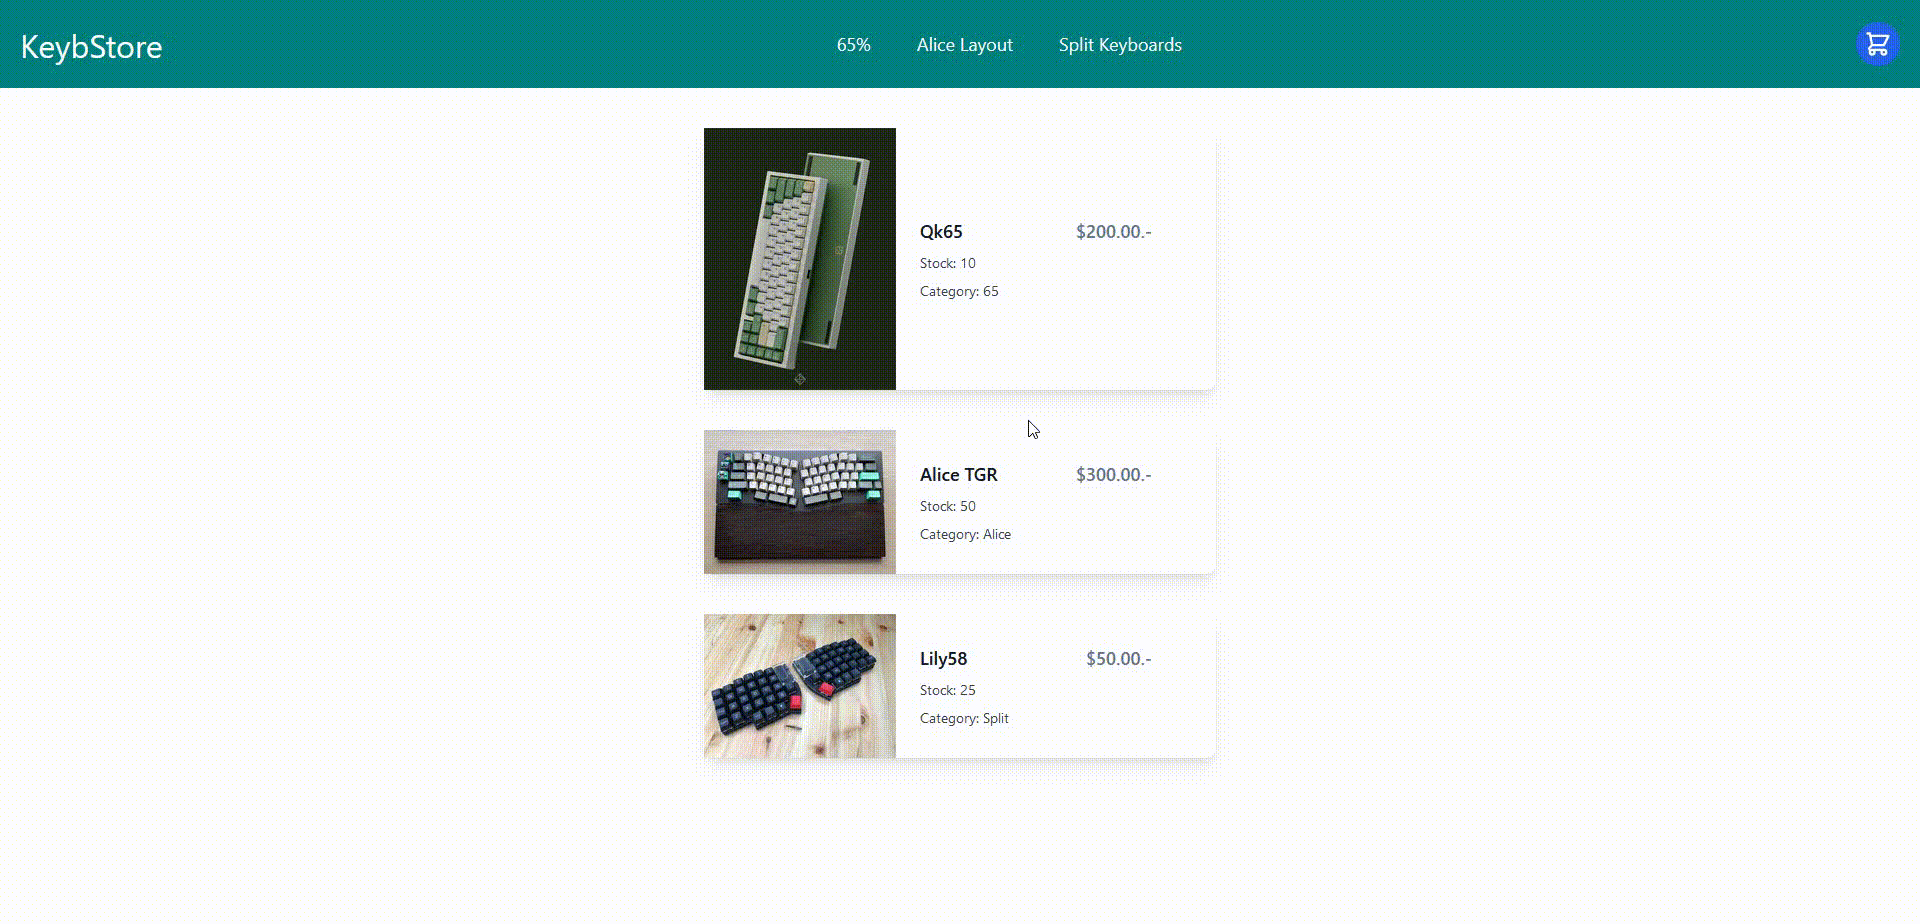 KeybStore
65%
Alice Layout
Split Keyboards
Qk65
$200.00.-
Stock: 10
Category: 65
Alice TGR
$300.00.-
Stock: 50
Category: Alice
Lily58
$50.00.-
Stock: 25
Category: Split